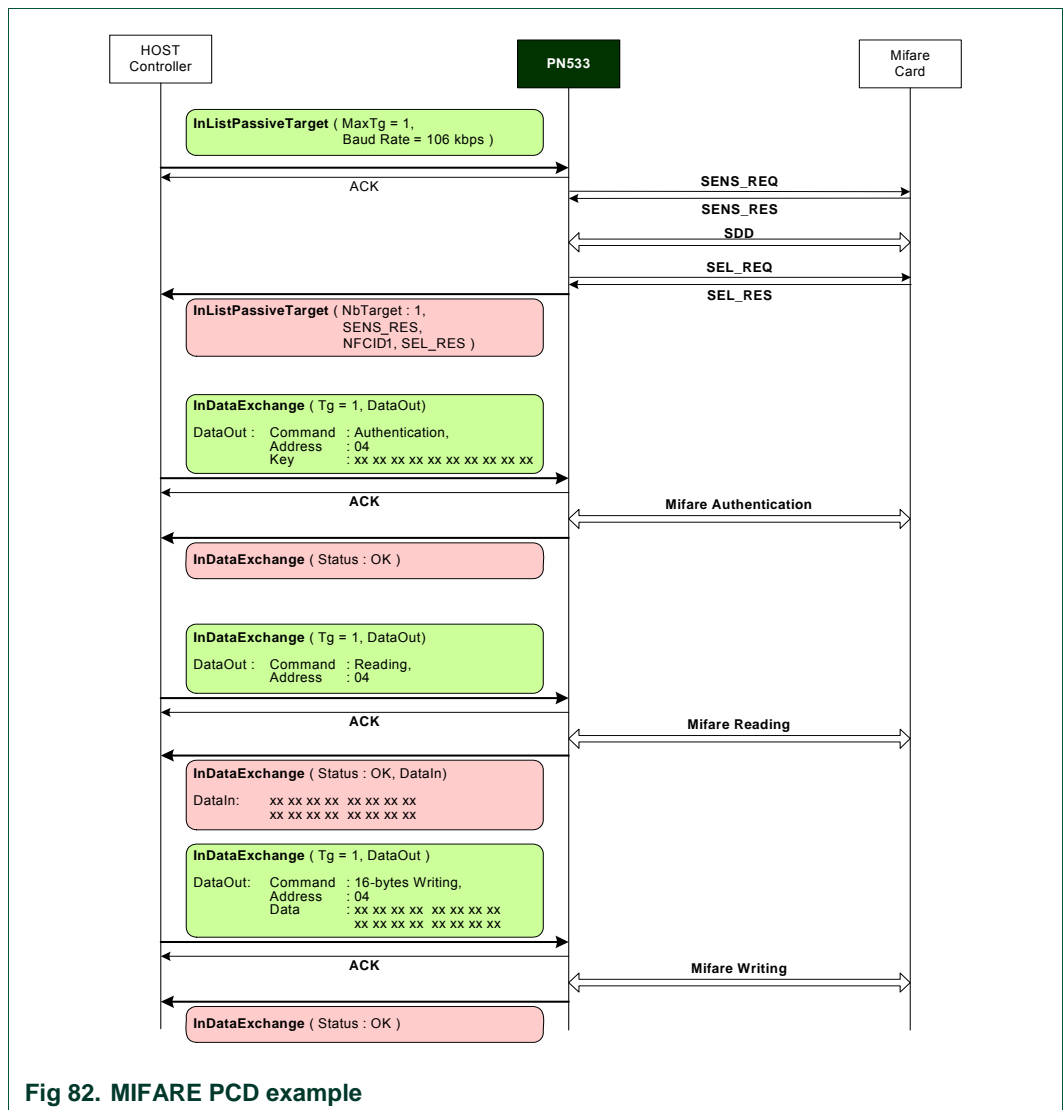 HOST
Controller
PN533
Mifare
Card
InListPassiveTarget ( MaxTg = 1,
Baud Rate = 106 kbps )
ACK
SENS_REQ
SENS_RES
SDD
SEL_REQ
SEL_RES
InListPassiveTarget ( NbTarget : 1,
SENS_RES,
NFCID1, SEL_RES )
InDataExchange ( Tg = 1, DataOut)
DataOut : Command : Authentication,
Address : 04
Key : xx xx xx xx xx xx xx xx xx xx
ACK
Mifare Authentication
InDataExchange ( Status : OK )
InDataExchange ( Tg = 1, DataOut)
DataOut : Command : Reading,
Address : 04
ACK
Mifare Reading
InDataExchange ( Status : OK, DataIn)
DataIn: xx xx xx xx xx xx xx xx
xx xx xx xx xx xx xx xx
InDataExchange ( Tg = 1, DataOut )
DataOut: Command : 16-bytes Writing,
Address : 04
Data : xx xx xx xx xx xx xx xx
xx xx xx xx xx xx xx xx
ACK
Mifare Writing
InDataExchange ( Status : OK )
Fig 82. MIFARE PCD example